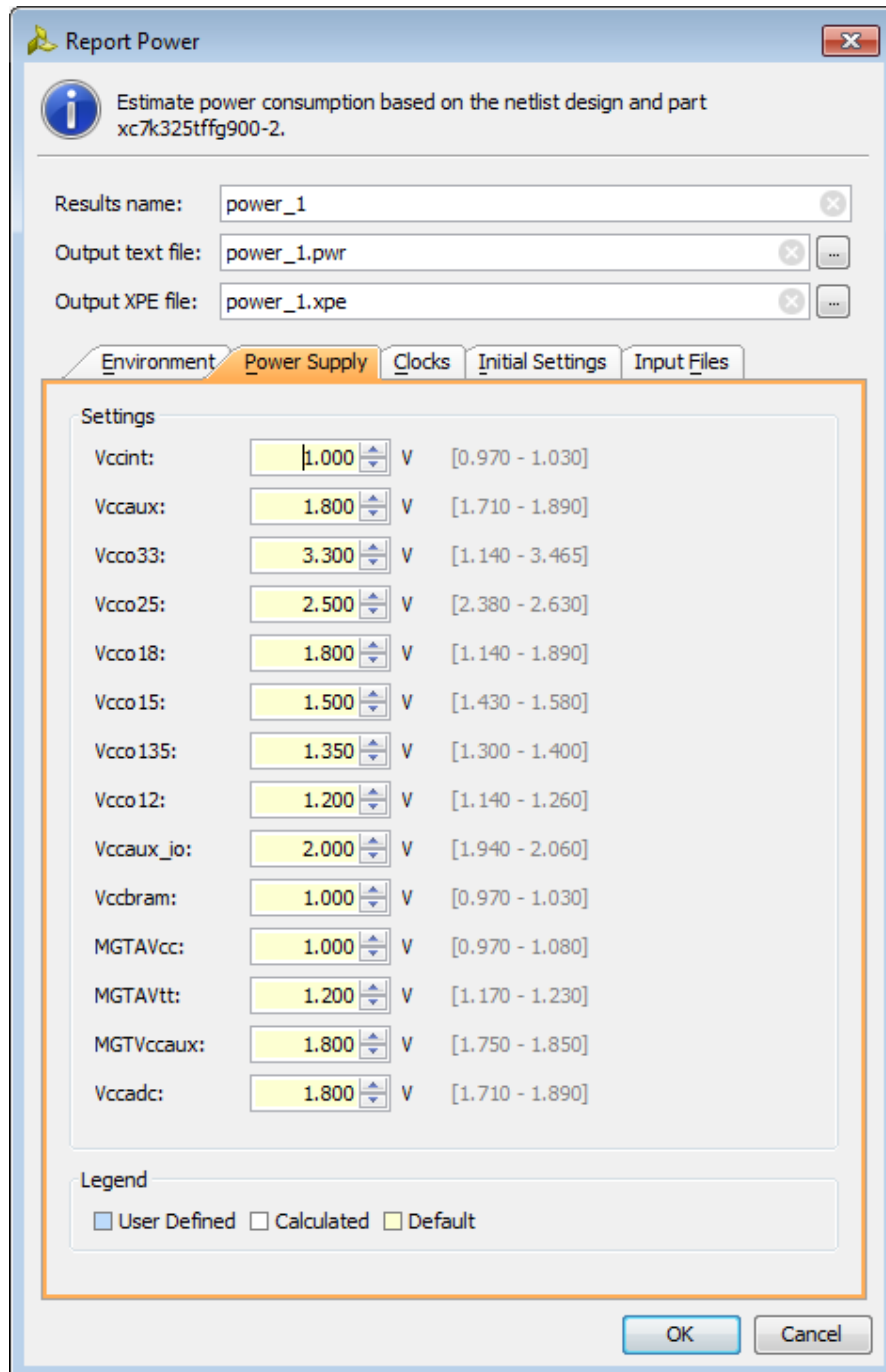 Report Power
Estimate power consumption based on the netlist design and part
xc7k325tffg900-2.
Results name: power_1
Output text file: power_1.pwr ...
Output XPE file: power_1.xpe ...
Environment Power Supply Clocks Initial Settings Input Files
Settings
Vccint: 1.000 V [0.970 - 1.030]
Vccaux: 1.800 V [1.710 - 1.890]
Vcco33: 3.300 V [1.140 - 3.465]
Vcco25: 2.500 V [2.380 - 2.630]
Vcco18: 1.800 V [1.140 - 1.890]
Vcco15: 1.500 V [1.430 - 1.580]
Vcco135: 1.350 V [1.300 - 1.400]
Vcco12: 1.200 V [1.140 - 1.260]
Vccaux_io: 2.000 V [1.940 - 2.060]
Vccbram: 1.000 V [0.970 - 1.030]
MGTAVcc: 1.000 V [0.970 - 1.080]
MGTAVtt: 1.200 V [1.170 - 1.230]
MGTVccaux: 1.800 V [1.750 - 1.850]
Vccadc: 1.800 V [1.710 - 1.890]
Legend
User Defined Calculated Default
OK Cancel